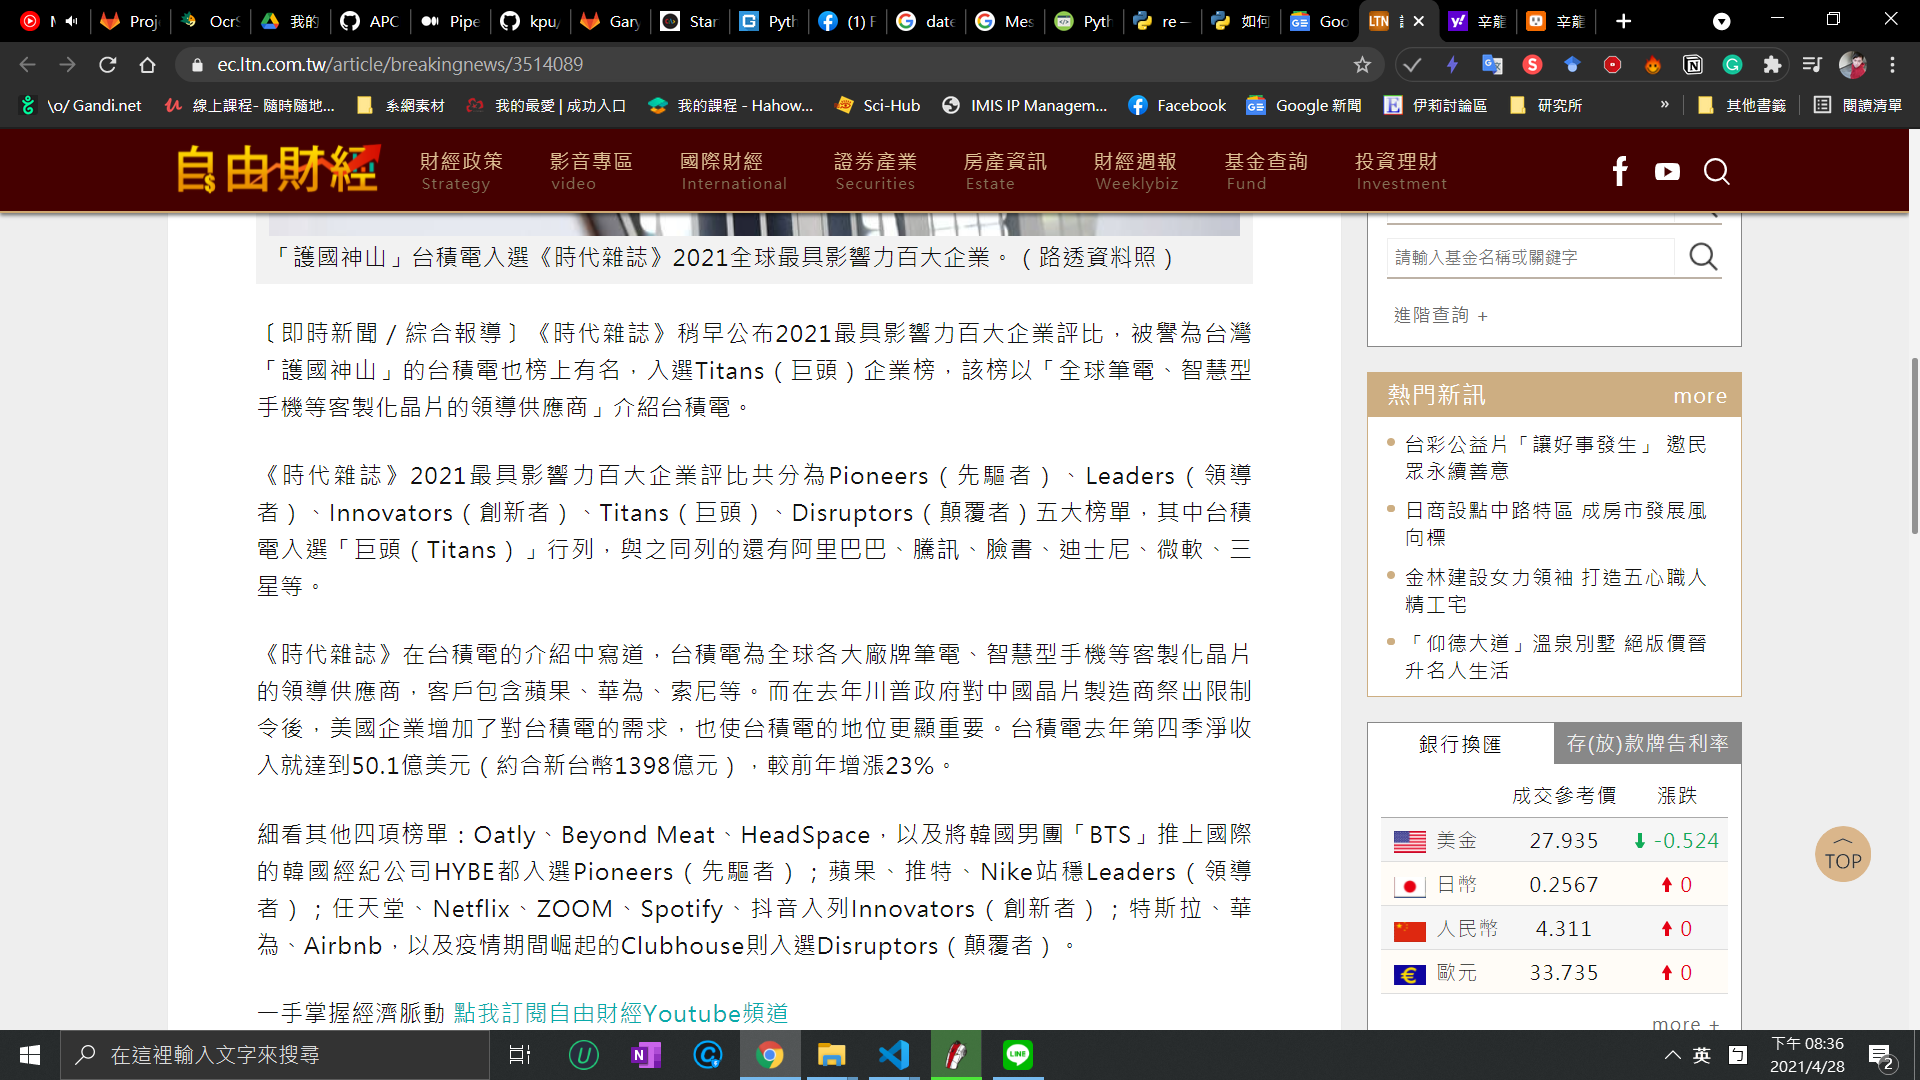 M
Proj
OcrS
我的
APC
Pipe
kpu/
Gary
Star
Pyth
(1) F
date
Mes
Pyth
re —
如何
Goo
辛龍
辛龍
ec.ltn.com.tw/article/breakingnews/3514089
\o/ Gandi.net
線上課程- 隨時隨地...
系網素材
我的最愛 | 成功入口
我的課程 - Hahow...
Sci-Hub
IMIS IP Managem...
Facebook
Google 新聞
伊莉討論區
研究所
»
其他書籤
閱讀清單
自由財經
財經政策
Strategy
影音專區
video
國際財經
International
證券產業
Securities
房產資訊
Estate
財經週報
Weeklybiz
基金查詢
Fund
投資理財
Investment
「護國神山」台積電入選《時代雜誌》2021全球最具影響力百大企業。（路透資料照）
〔即時新聞／綜合報導〕《時代雜誌》稍早公布2021最具影響力百大企業評比，被譽為台灣
「護國神山」的台積電也榜上有名，入選Titans（巨頭）企業榜，該榜以「全球筆電、智慧型
手機等客製化晶片的領導供應商」介紹台積電。
《時代雜誌》2021最具影響力百大企業評比共分為Pioneers（先驅者）、Leaders（領導
者）、Innovators（創新者）、Titans（巨頭）、Disruptors（顛覆者）五大榜單，其中台積
電入選「巨頭（Titans）」行列，與之同列的還有阿里巴巴、騰訊、臉書、迪士尼、微軟、三
星等。
《時代雜誌》在台積電的介紹中寫道，台積電為全球各大廠牌筆電、智慧型手機等客製化晶片
的領導供應商，客戶包含蘋果、華為、索尼等。而在去年川普政府對中國晶片製造商祭出限制
令後，美國企業增加了對台積電的需求，也使台積電的地位更顯重要。台積電去年第四季淨收
入就達到50.1億美元（約合新台幣1398億元），較前年增漲23%。
細看其他四項榜單：Oatly、Beyond Meat、HeadSpace，以及將韓國男團「BTS」推上國際
的韓國經紀公司HYBE都入選Pioneers（先驅者）；蘋果、推特、Nike站穩Leaders（領導
者）；任天堂、Netflix、ZOOM、Spotify、抖音入列Innovators（創新者）；特斯拉、華
為、Airbnb，以及疫情期間崛起的Clubhouse則入選Disruptors（顛覆者）。
一手掌握經濟脈動 點我訂閱自由財經Youtube頻道
請輸入基金名稱或關鍵字
進階查詢 +
熱門新訊
more
台彩公益片「讓好事發生」 邀民
眾永續善意
日商設點中路特區 成房市發展風
向標
金林建設女力領袖 打造五心職人
精工宅
「仰德大道」溫泉別墅 絕版價晉
升名人生活
銀行換匯
存(放)款牌告利率
成交參考價 漲跌
美金 27.935 -0.524
日幣 0.2567 0
人民幣 4.311 0
歐元 33.735 0
more +
TOP
在這裡輸入文字來搜尋
英
下午 08:36
2021/4/28
2